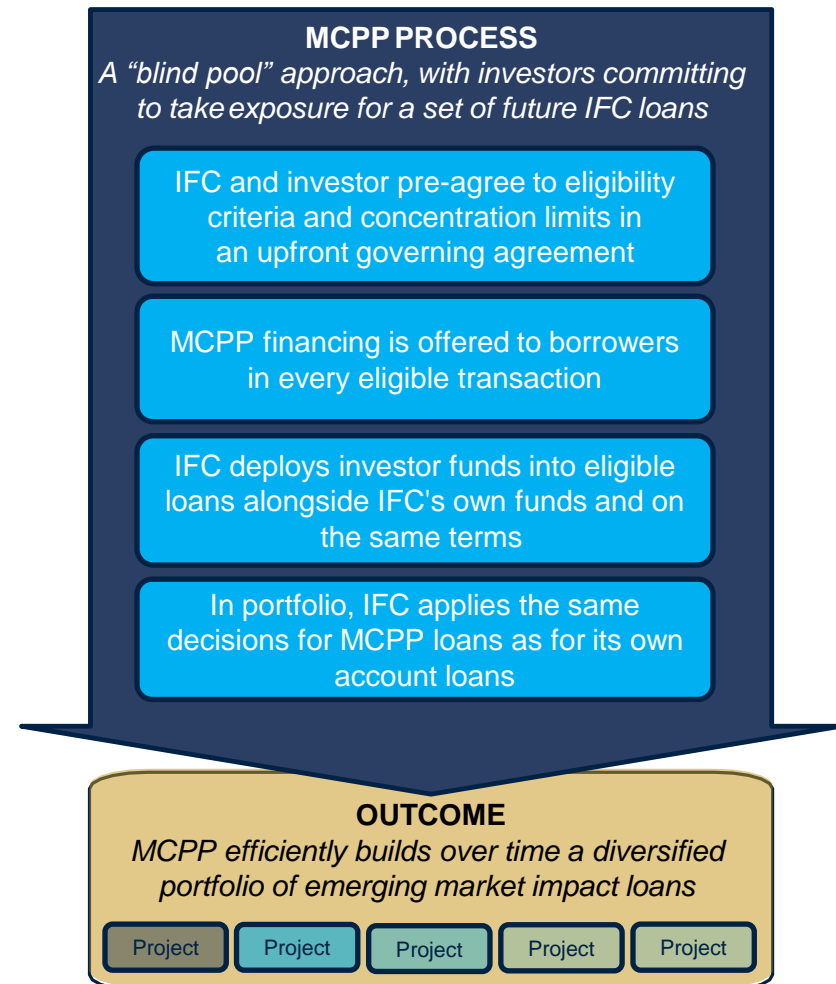 MCPP PROCESS
A “blind pool” approach, with investors committing
to take exposure for a set of future IFC loans
IFC and investor pre-agree to eligibility
criteria and concentration limits in
an upfront governing agreement
MCPP financing is offered to borrowers
in every eligible transaction
IFC deploys investor funds into eligible
loans alongside IFC's own funds and on
the same terms
In portfolio, IFC applies the same
decisions for MCPP loans as for its own
account loans
OUTCOME
MCPP efficiently builds over time a diversified
portfolio of emerging market impact loans
Project Project Project Project Project